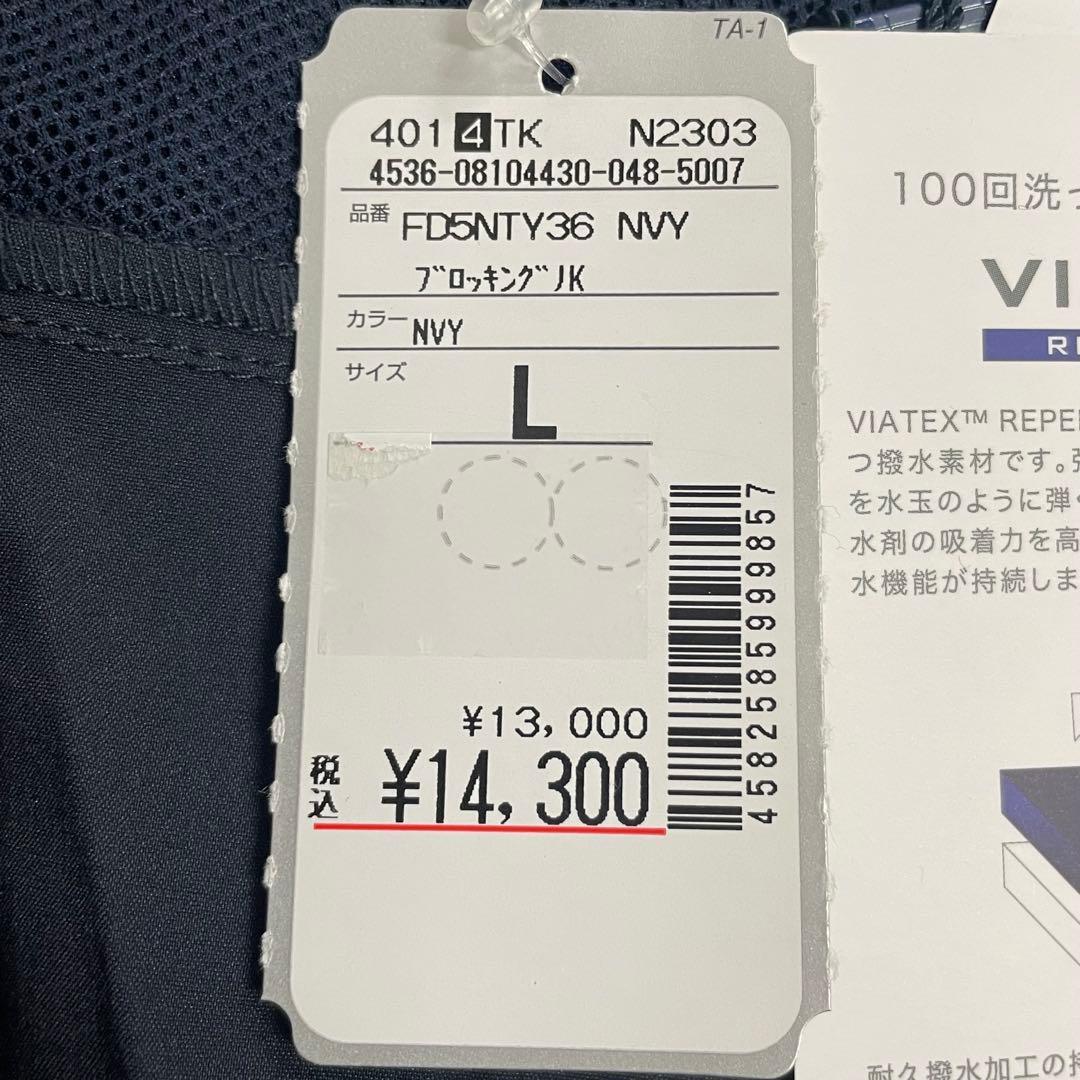 TA-1
401 4 TK N2303
4536-08104430-048-5007
品番 FD5NTY36 NVY
ﾌﾞﾛｯｷﾝｸﾞJK
カラー NVY
サイズ
L
¥13,000
税込 ¥14,300
4582585999857
100回洗っ
VI
VIATEX™ REPE
つ撥水素材です。
を水玉のように弾
水剤の吸着力を高
水機能が持続しま
耐久撥水加工の持